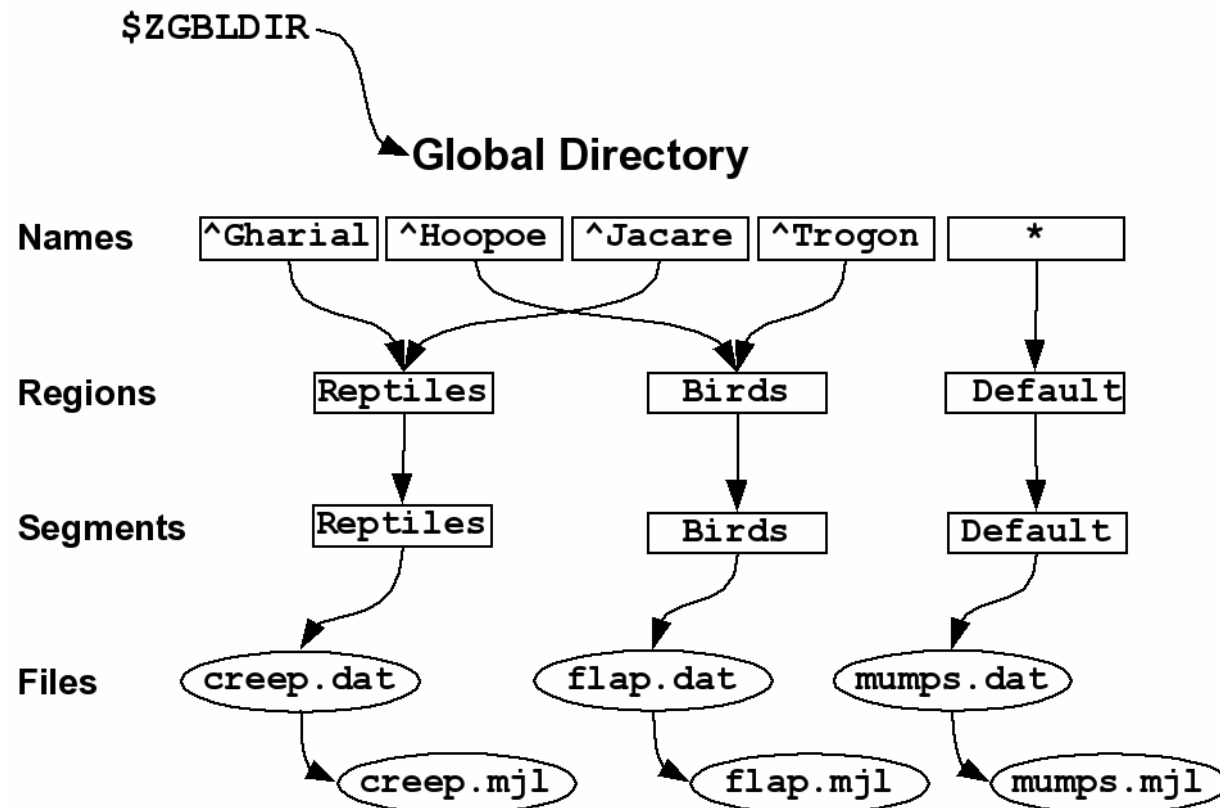 $ZGBLDIR
Global Directory
Names ^Gharial ^Hoopoe ^Jacare ^Trogon *
Regions Reptiles Birds Default
Segments Reptiles Birds Default
Files creep.dat flap.dat mumps.dat
creep.mjl flap.mjl mumps.mjl